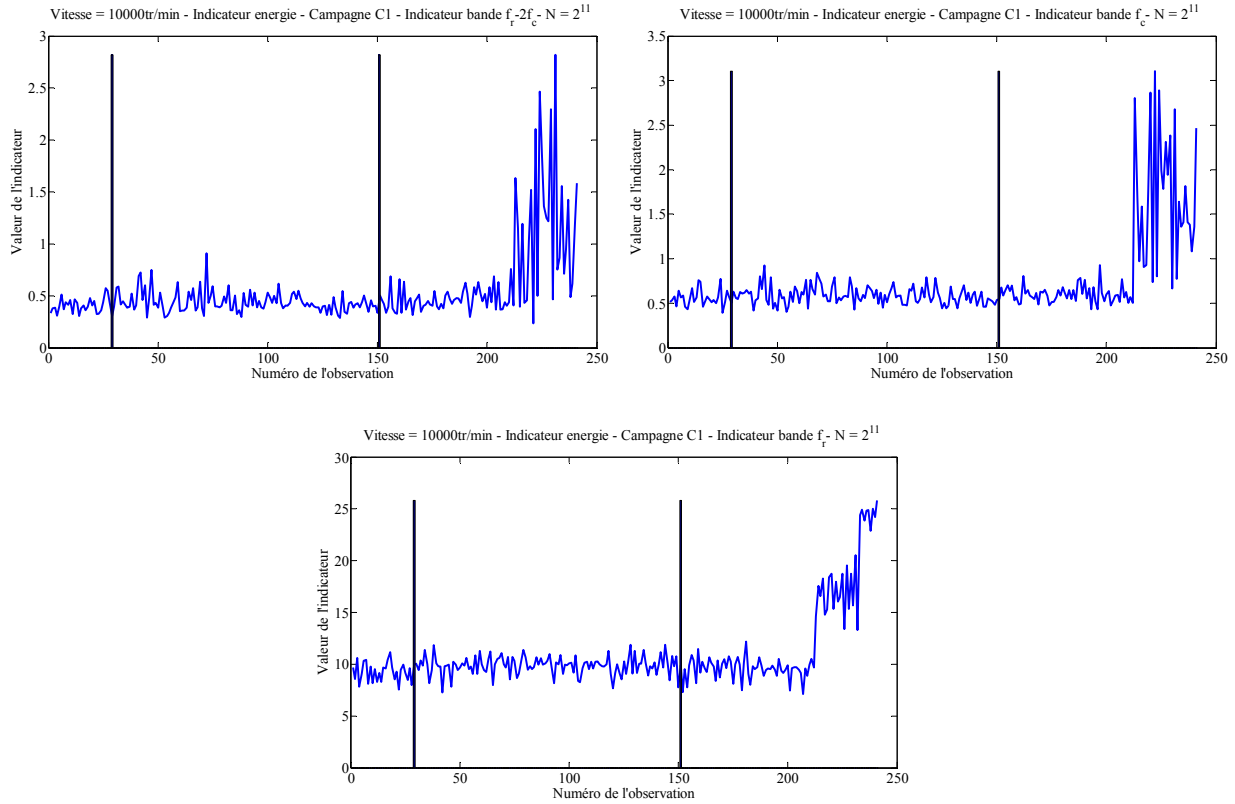 Vitesse = 10000tr/min - Indicateur energie - Campagne C1 - Indicateur bande f_r-2f_c- N = 2^11
3
2.5
2
1.5
1
0.5
0
Valeur de l'indicateur
0 50 100 150 200 250
Numéro de l'observation
Vitesse = 10000tr/min - Indicateur energie - Campagne C1 - Indicateur bande f_c- N = 2^11
3.5
3
2.5
2
1.5
1
0.5
0
Valeur de l'indicateur
0 50 100 150 200 250
Numéro de l'observation
Vitesse = 10000tr/min - Indicateur energie - Campagne C1 - Indicateur bande f_r- N = 2^11
30
25
20
15
10
5
0
Valeur de l'indicateur
0 50 100 150 200 250
Numéro de l'observation